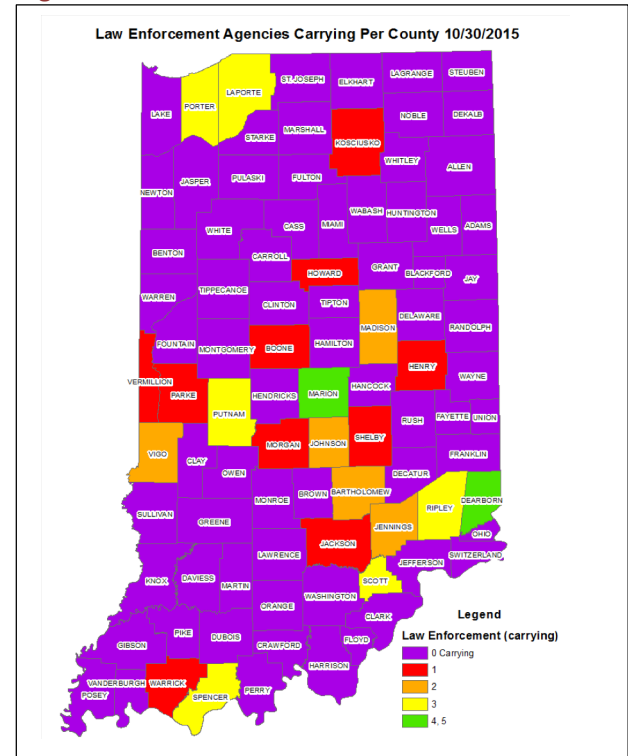 Law Enforcement Agencies Carrying Per County 10/30/2015
STEUBEN
LAGRANGE
ST. JOSEPH
ELKHART
LAPORTE
PORTER
LAKE
NOBLE
DEKALB
MARSHALL
STARKE
KOSCIUSKO
WHITLEY
ALLEN
PULASKI
FULTON
JASPER
NEWTON
WABASH
HUNTINGTON
CASS
MIAMI
WELLS
ADAMS
WHITE
BENTON
CARROLL
GRANT
HOWARD
BLACKFORD
JAY
TIPPECANOE
WARREN
CLINTON
TIPTON
DELAWARE
MADISON
RANDOLPH
FOUNTAIN
MONTGOMERY
BOONE
HAMILTON
HENRY
WAYNE
VERMILLION
PARKE
HENDRICKS
MARION
HANCOCK
PUTNAM
RUSH
FAYETTE
UNION
MORGAN
JOHNSON
SHELBY
VIGO
CLAY
FRANKLIN
OWEN
DECATUR
MONROE
BROWN
BARTHOLOMEW
DEARBORN
RIPLEY
SULLIVAN
GREENE
JENNINGS
OHIO
JACKSON
LAWRENCE
SWITZERLAND
JEFFERSON
SCOTT
KNOX
DAVIESS
MARTIN
WASHINGTON
ORANGE
CLARK
PIKE
DUBOIS
FLOYD
GIBSON
CRAWFORD
HARRISON
VANDERBURGH
WARRICK
POSEY
PERRY
SPENCER
Legend
Law Enforcement (carrying)
0 Carrying
1
2
3
4, 5